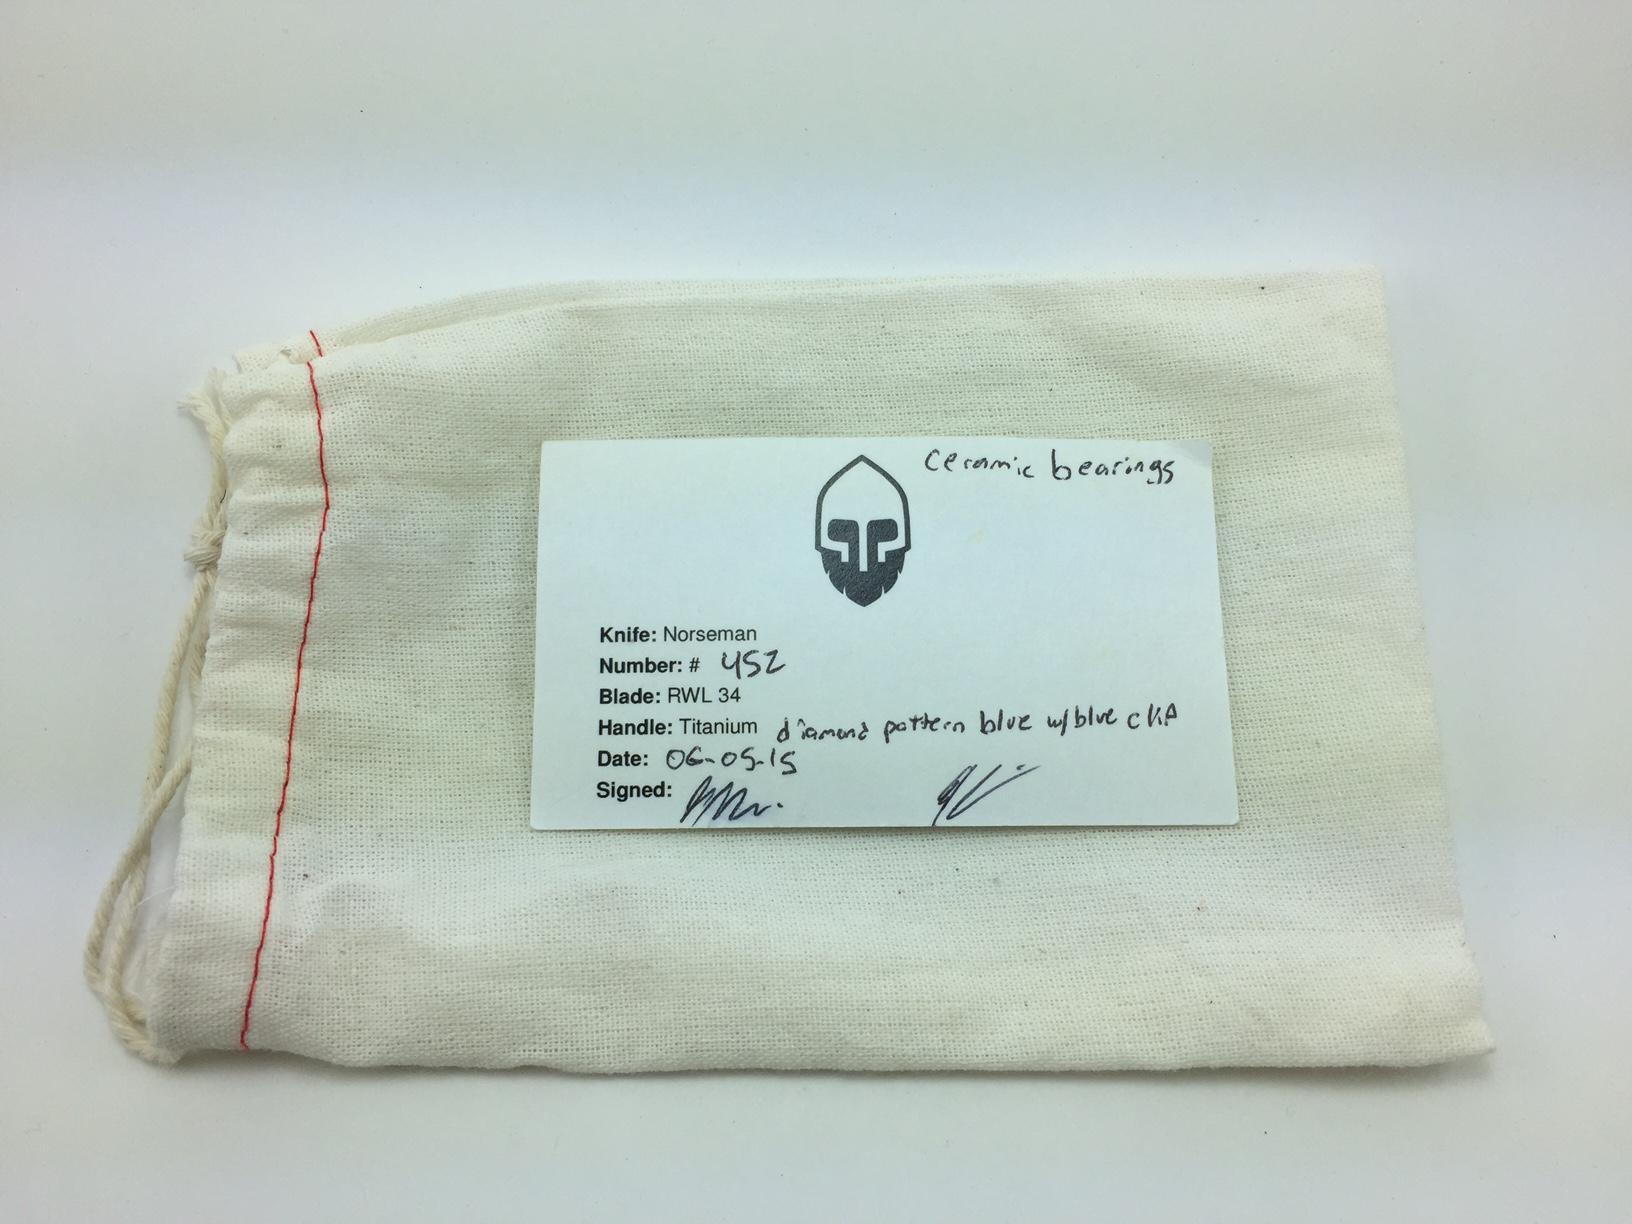 ceramic bearings
Knife: Norseman
Number: # 452
Blade: RWL 34
Handle: Titanium diamond pattern blue w/blue clip
Date: 06-05-15
Signed: